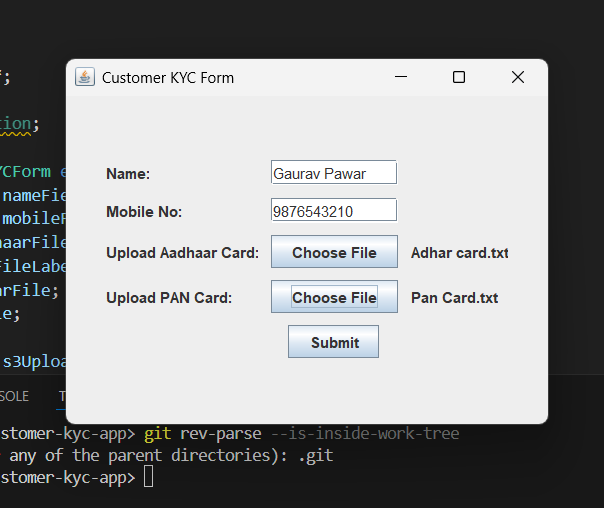 f;
Customer KYC Form
tion;
YCForm e
Name:
Gaurav Pawar
nameFie
Mobile No:
9876543210
mobileF
Upload Aadhaar Card:
Choose File
Adhar card.txt
haarFile
FileLabe
Upload PAN Card:
Choose File
Pan Card.txt
arFile;
le;
Submit
s3Uploa
SOLE
T
stomer-kyc-app> git rev-parse --is-inside-work-tree
any of the parent directories): .git
stomer-kyc-app>